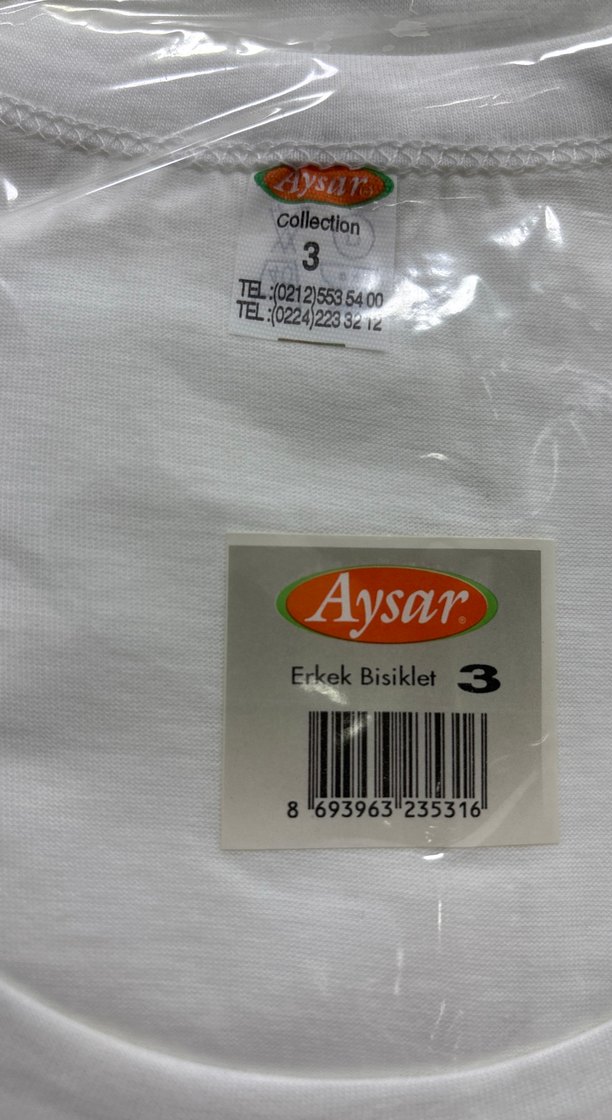 Aysar
Collection
3
TEL:(0212)553 54 00
TEL:(0224)223 32 12
Aysar®
Erkek Bisiklet 3
8 693963 235316